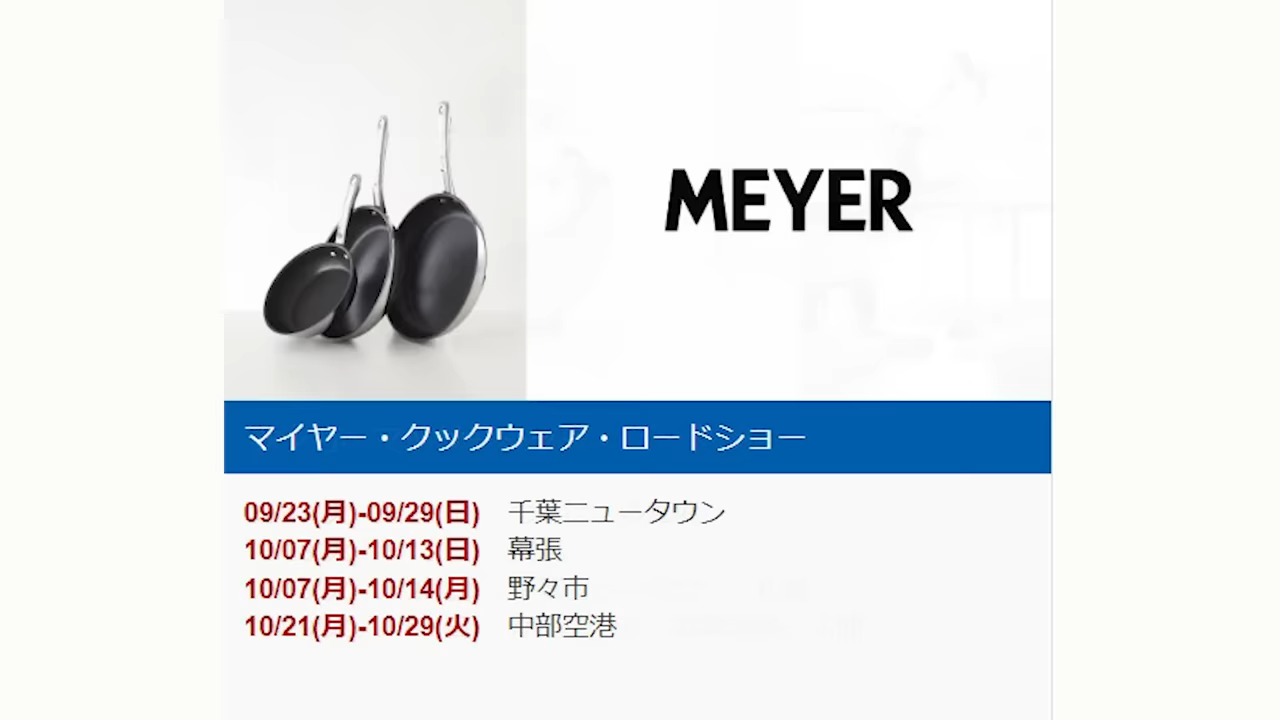 MEYER
マイヤー・クックウェア・ロードショー
09/23(月)-09/29(日) 千葉ニュータウン
10/07(月)-10/13(日) 幕張
10/07(月)-10/14(月) 野々市
10/21(月)-10/29(火) 中部空港